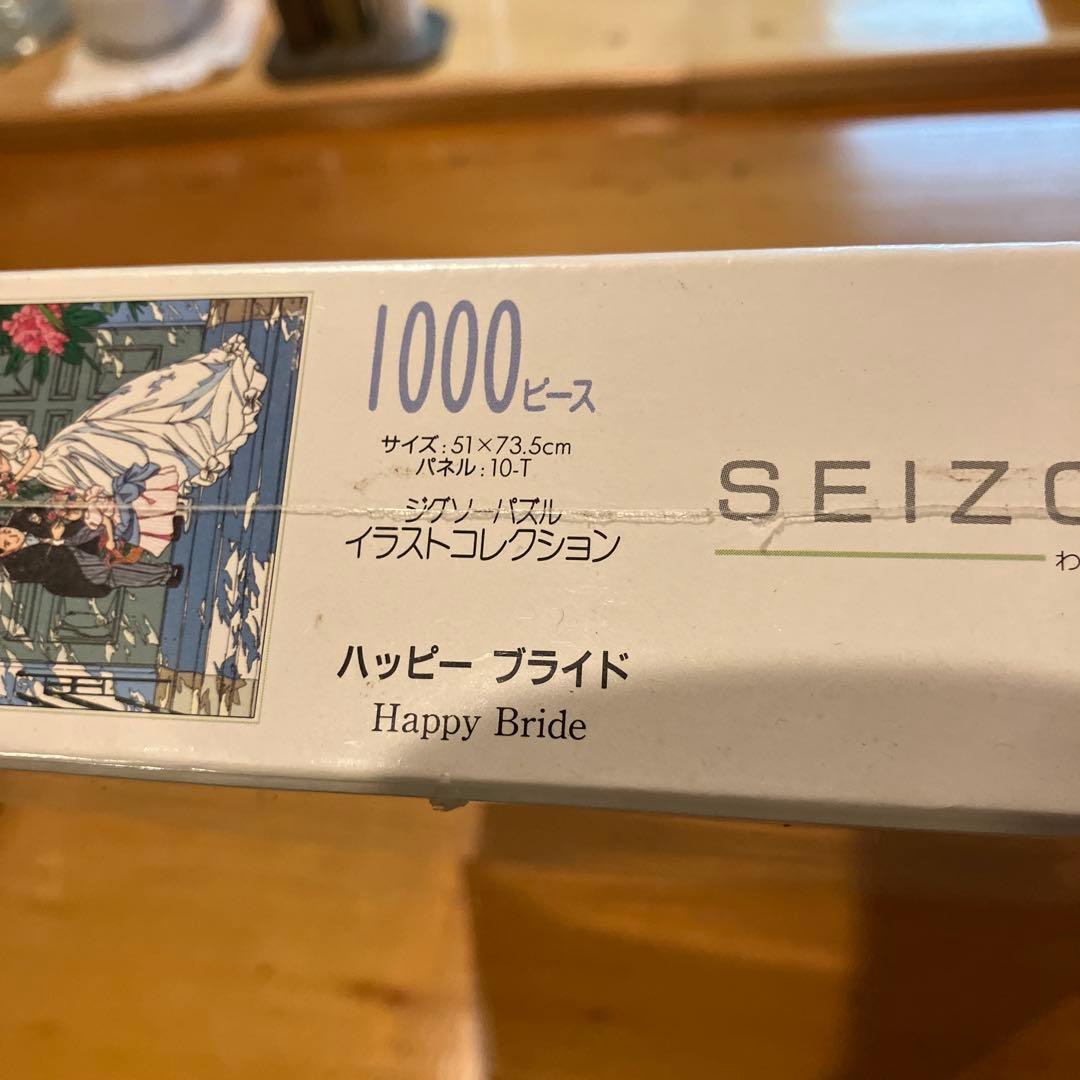 1000ピース
サイズ:51×73.5cm
パネル:10-T
ジグソーパズル
イラストコレクション
ハッピー ブライド
Happy Bride
SEIZO
わ